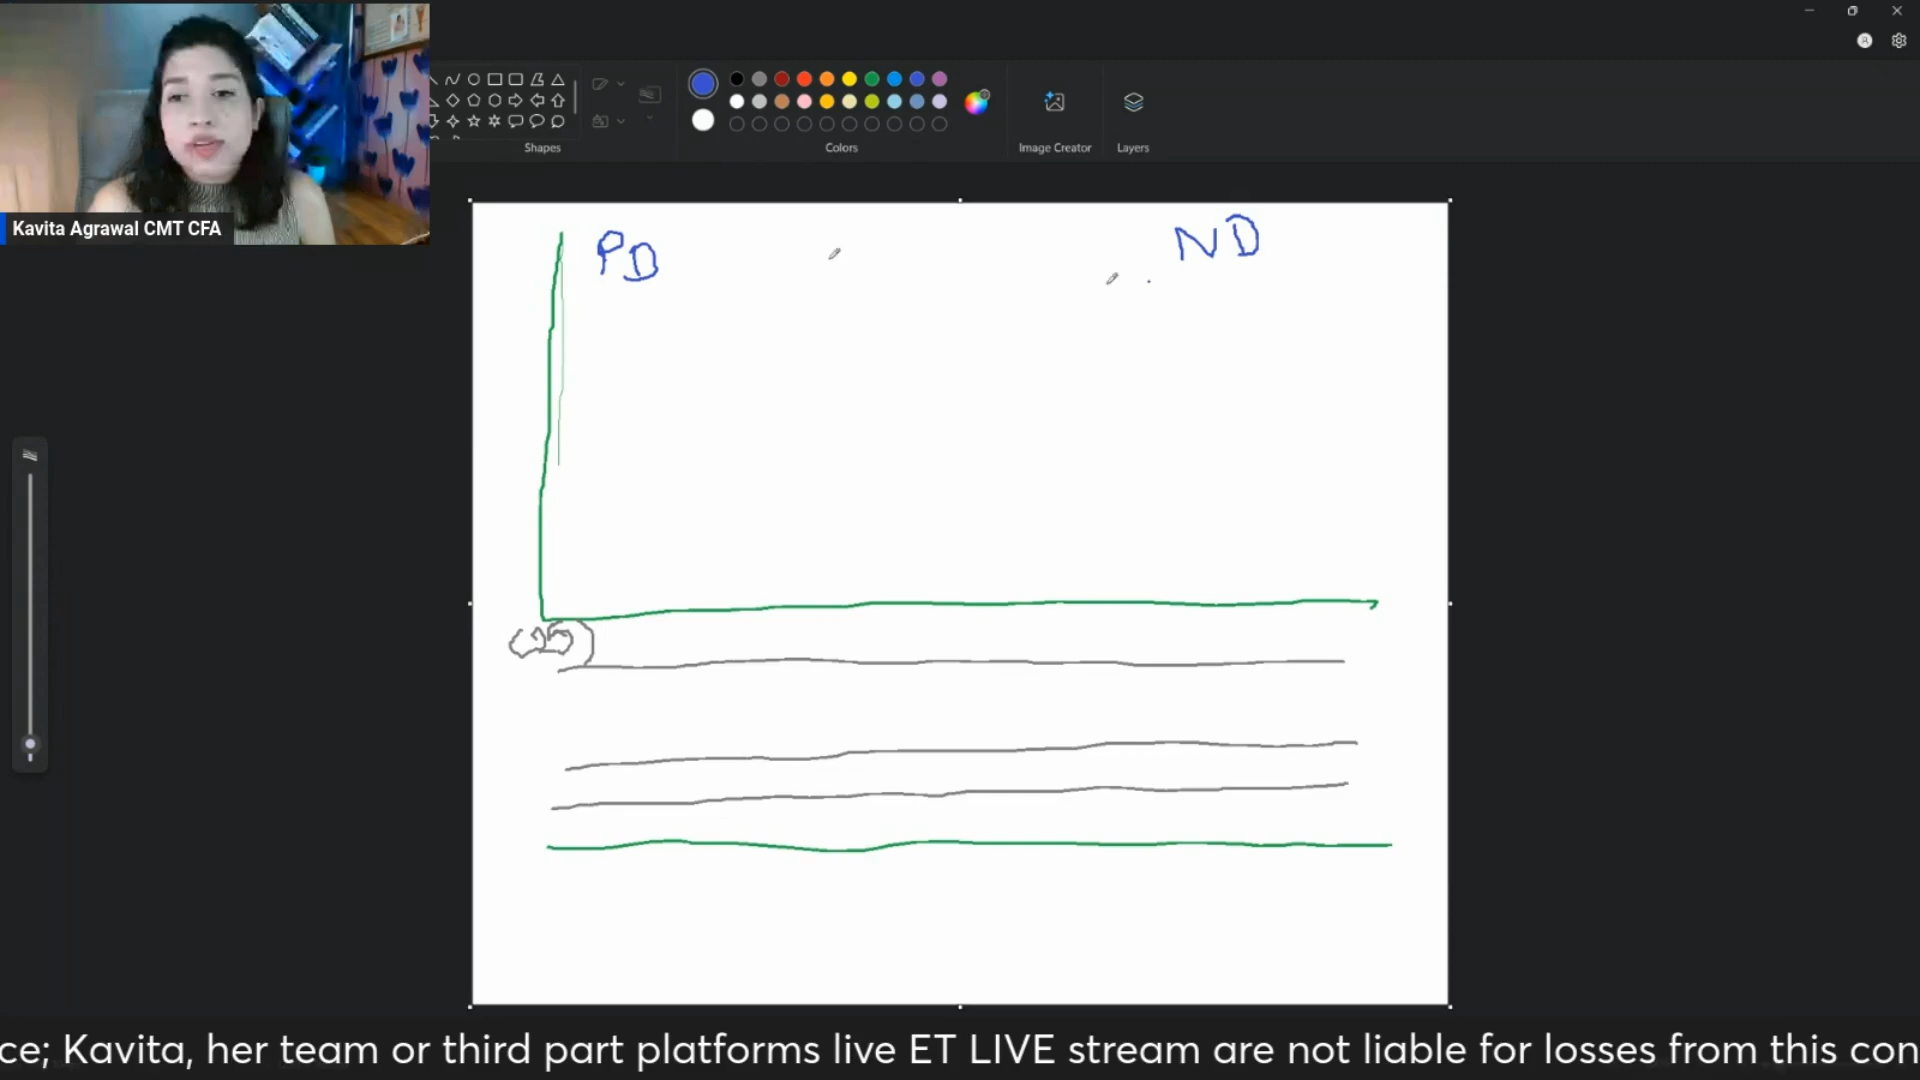 Shapes
Colors
Image Creator
Layers
Kavita Agrawal CMT CFA
PD
ND
ce; Kavita, her team or third part platforms live ET LIVE stream are not liable for losses from this con